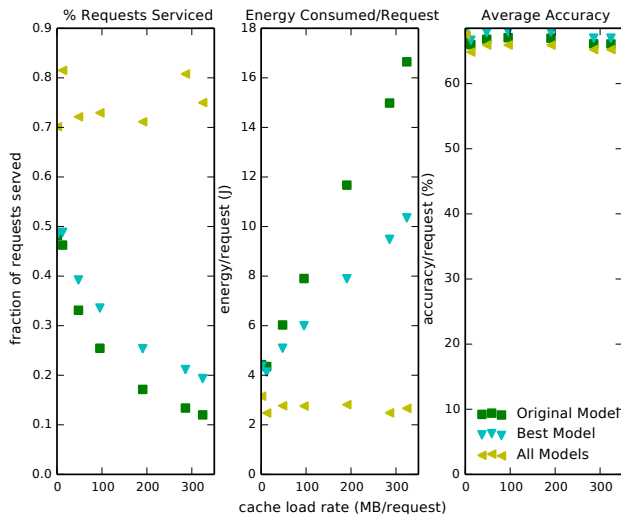 % Requests Serviced
Energy Consumed/Request
Average Accuracy
fraction of requests served
0.9
0.8
0.7
0.6
0.5
0.4
0.3
0.2
0.1
0.0
0 100 200 300
energy/request (J)
18
16
14
12
10
8
6
4
2
0
0 100 200 300
accuracy/request (%)
60
50
40
30
20
10
0
0 100 200 300
Original Model
Best Model
All Models
cache load rate (MB/request)